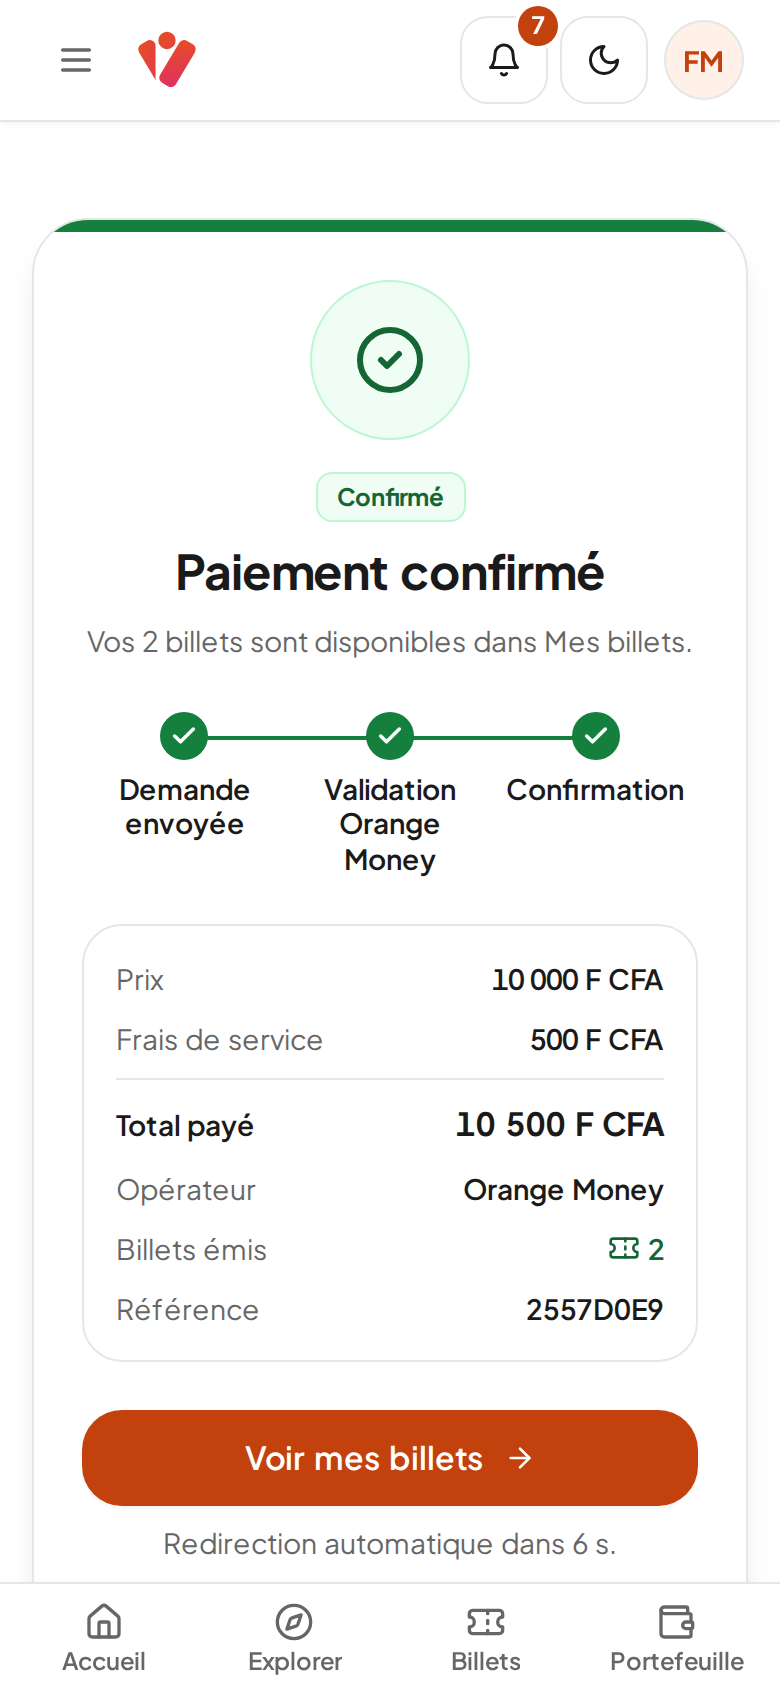 7
FM
Confirmé
Paiement confirmé
Vos 2 billets sont disponibles dans Mes billets.
Demande
envoyée
Validation
Orange
Money
Confirmation
Prix
10 000 F CFA
Frais de service
500 F CFA
Total payé
10 500 F CFA
Opérateur
Orange Money
Billets émis
2
Référence
2557D0E9
Voir mes billets
Redirection automatique dans 6 s.
Accueil
Explorer
Billets
Portefeuille